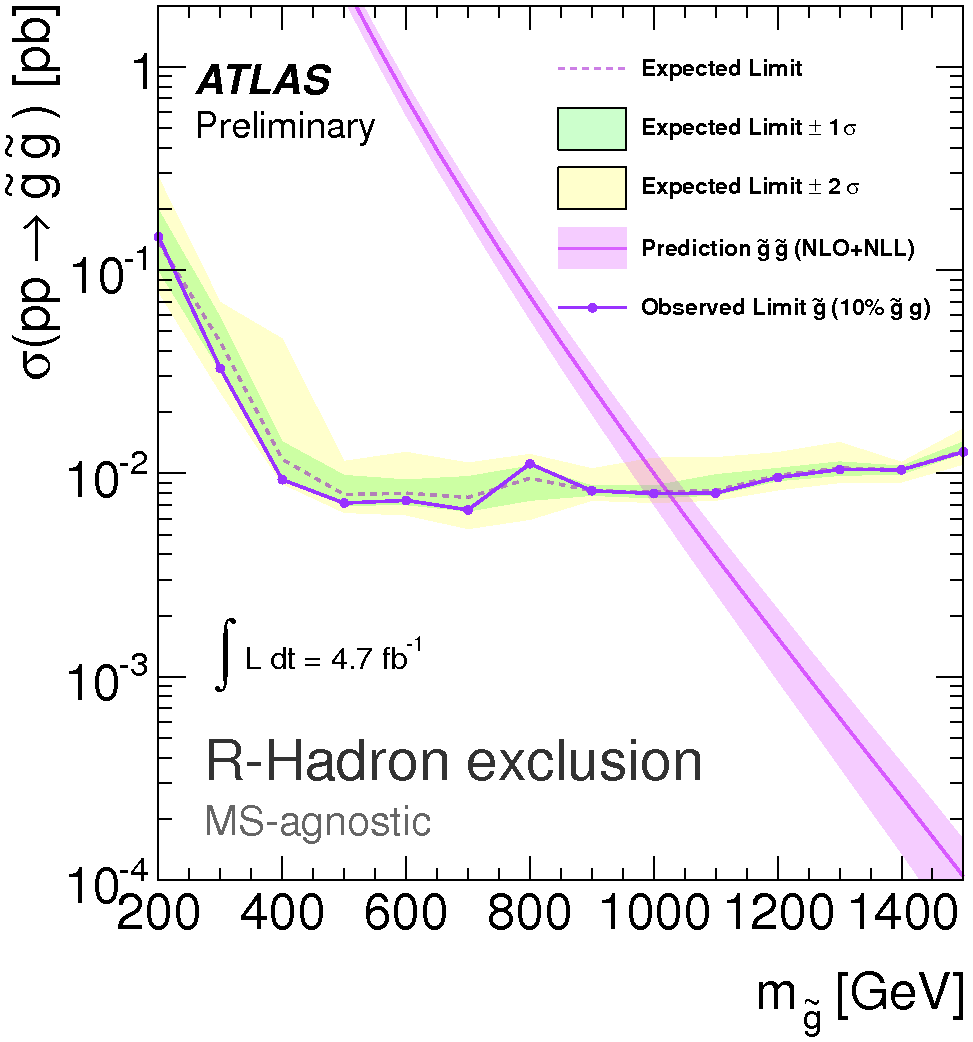 σ(pp → g̃ g̃ ) [pb]
1
10⁻¹
10⁻²
10⁻³
10⁻⁴
ATLAS
Preliminary
Expected Limit
Expected Limit ± 1 σ
Expected Limit ± 2 σ
Prediction g̃ g̃ (NLO+NLL)
Observed Limit g̃ (10% g̃ g)
∫ L dt = 4.7 fb⁻¹
R-Hadron exclusion
MS-agnostic
200 400 600 800 1000 1200 1400
m_g̃ [GeV]